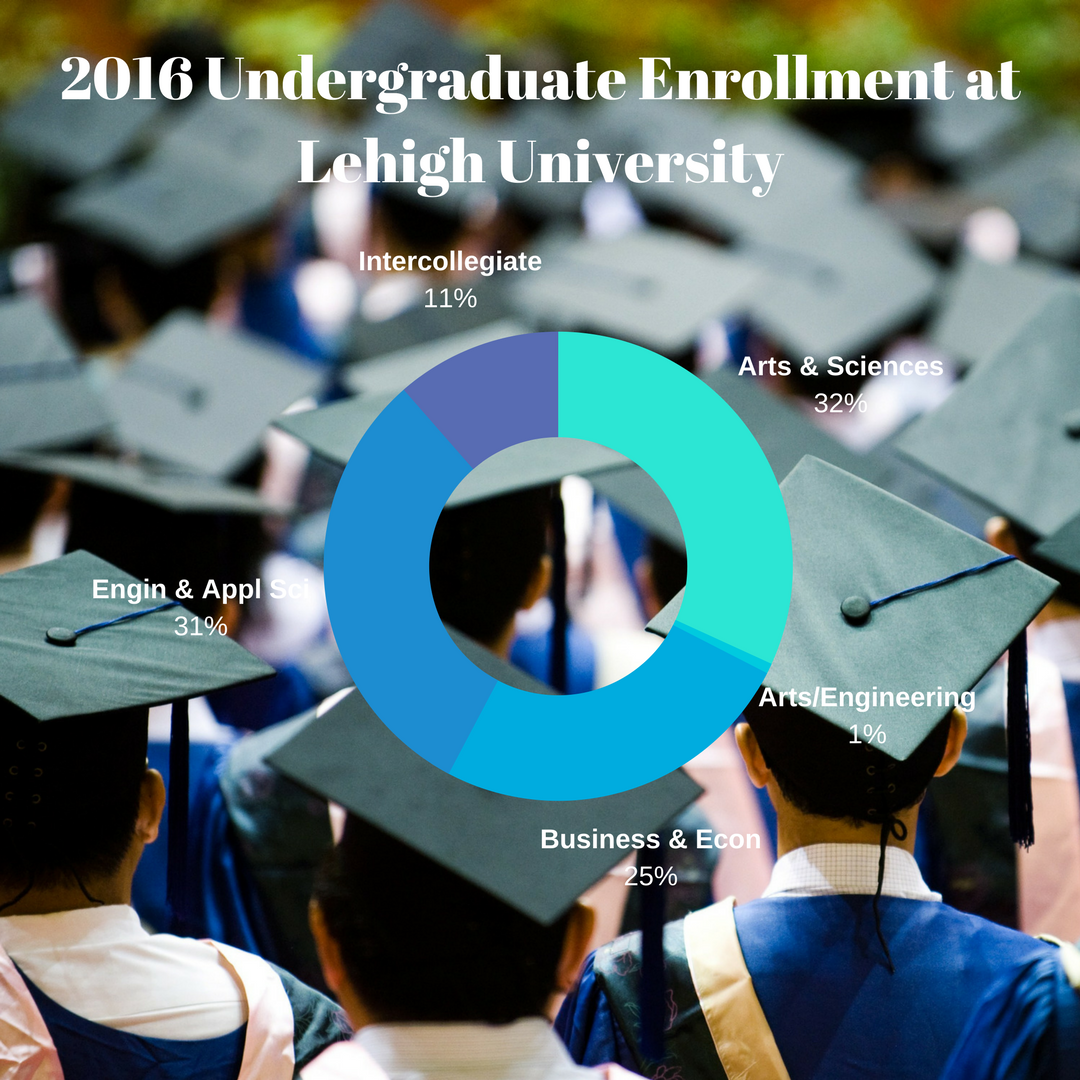 2016 Undergraduate Enrollment at
Lehigh University
Intercollegiate
11%
Arts & Sciences
32%
Engin & Appl Sci
31%
Arts/Engineering
1%
Business & Econ
25%